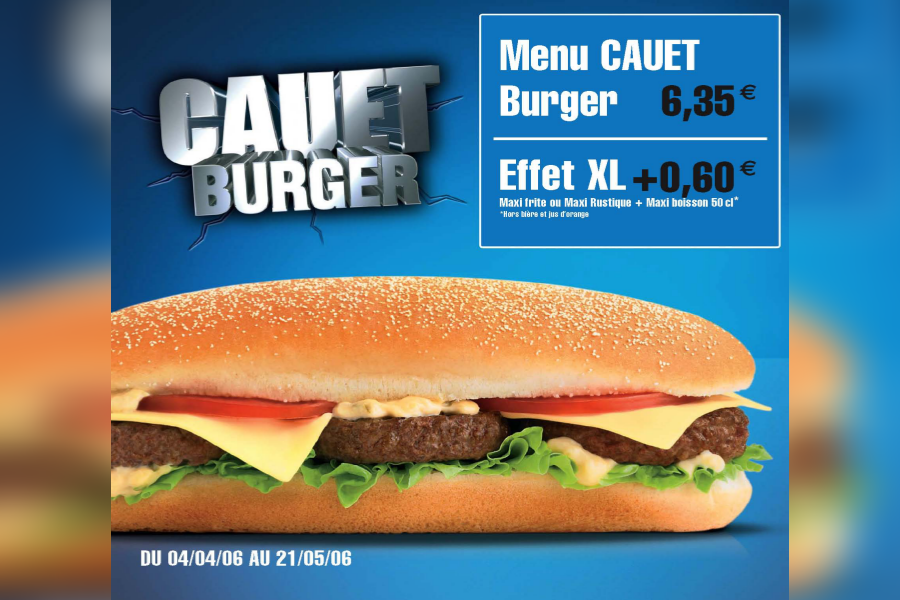 CAUET
BURGER
Menu CAUET
Burger 6,35 €
Effet XL +0,60 €
Maxi frite ou Maxi Rustique + Maxi boisson 50 cl*
*Hors bière et jus d'orange
DU 04/04/06 AU 21/05/06